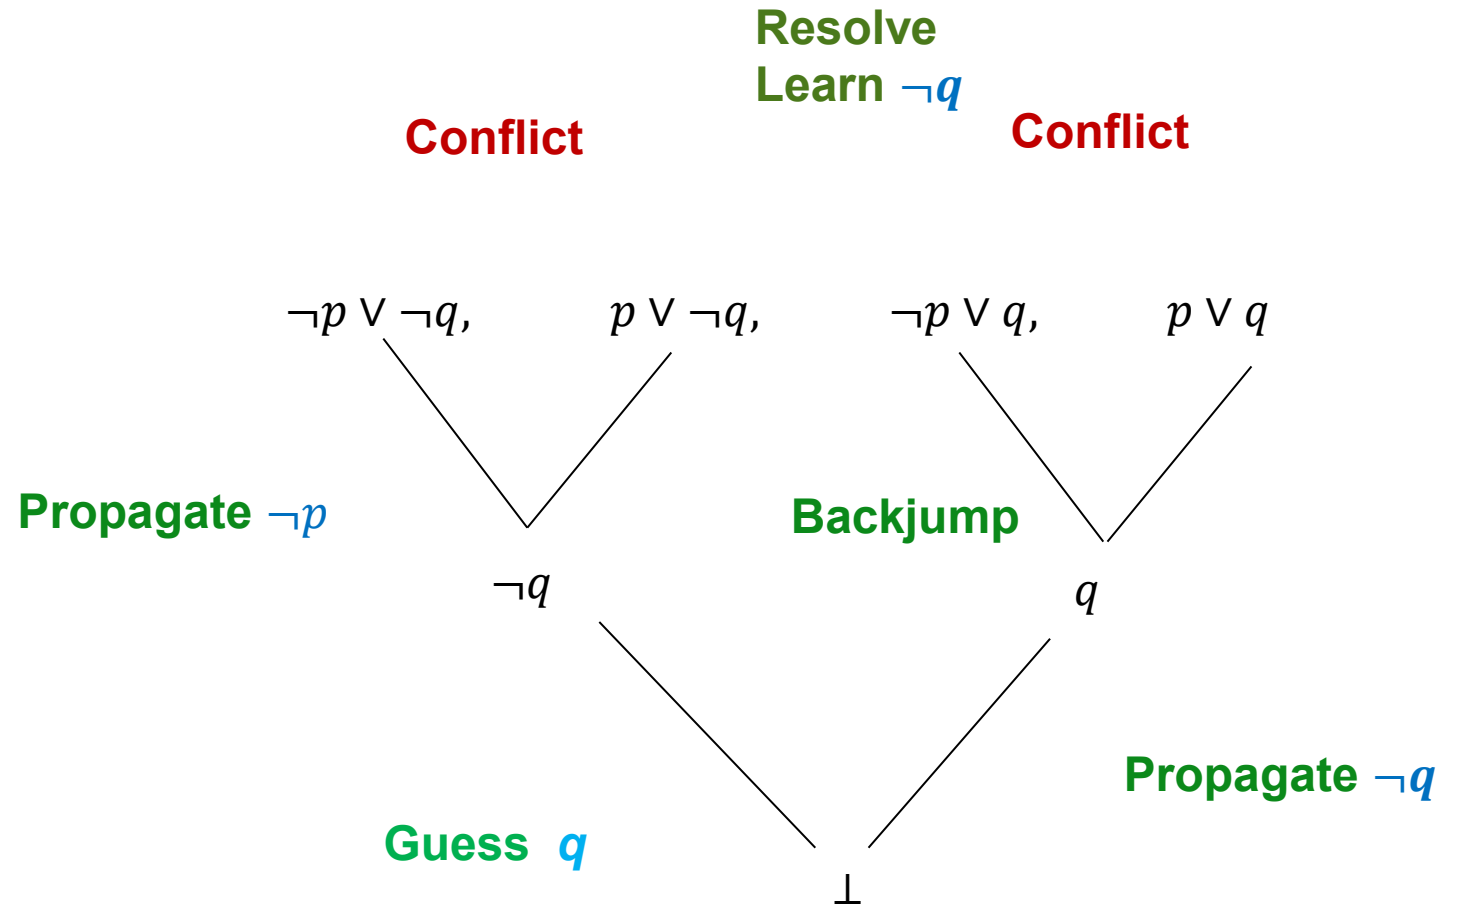 Resolve
Learn ¬q
Conflict
Conflict
¬p ∨ ¬q, p ∨ ¬q, ¬p ∨ q, p ∨ q
Propagate ¬p
Backjump
¬q
q
Propagate ¬q
Guess q
⊥